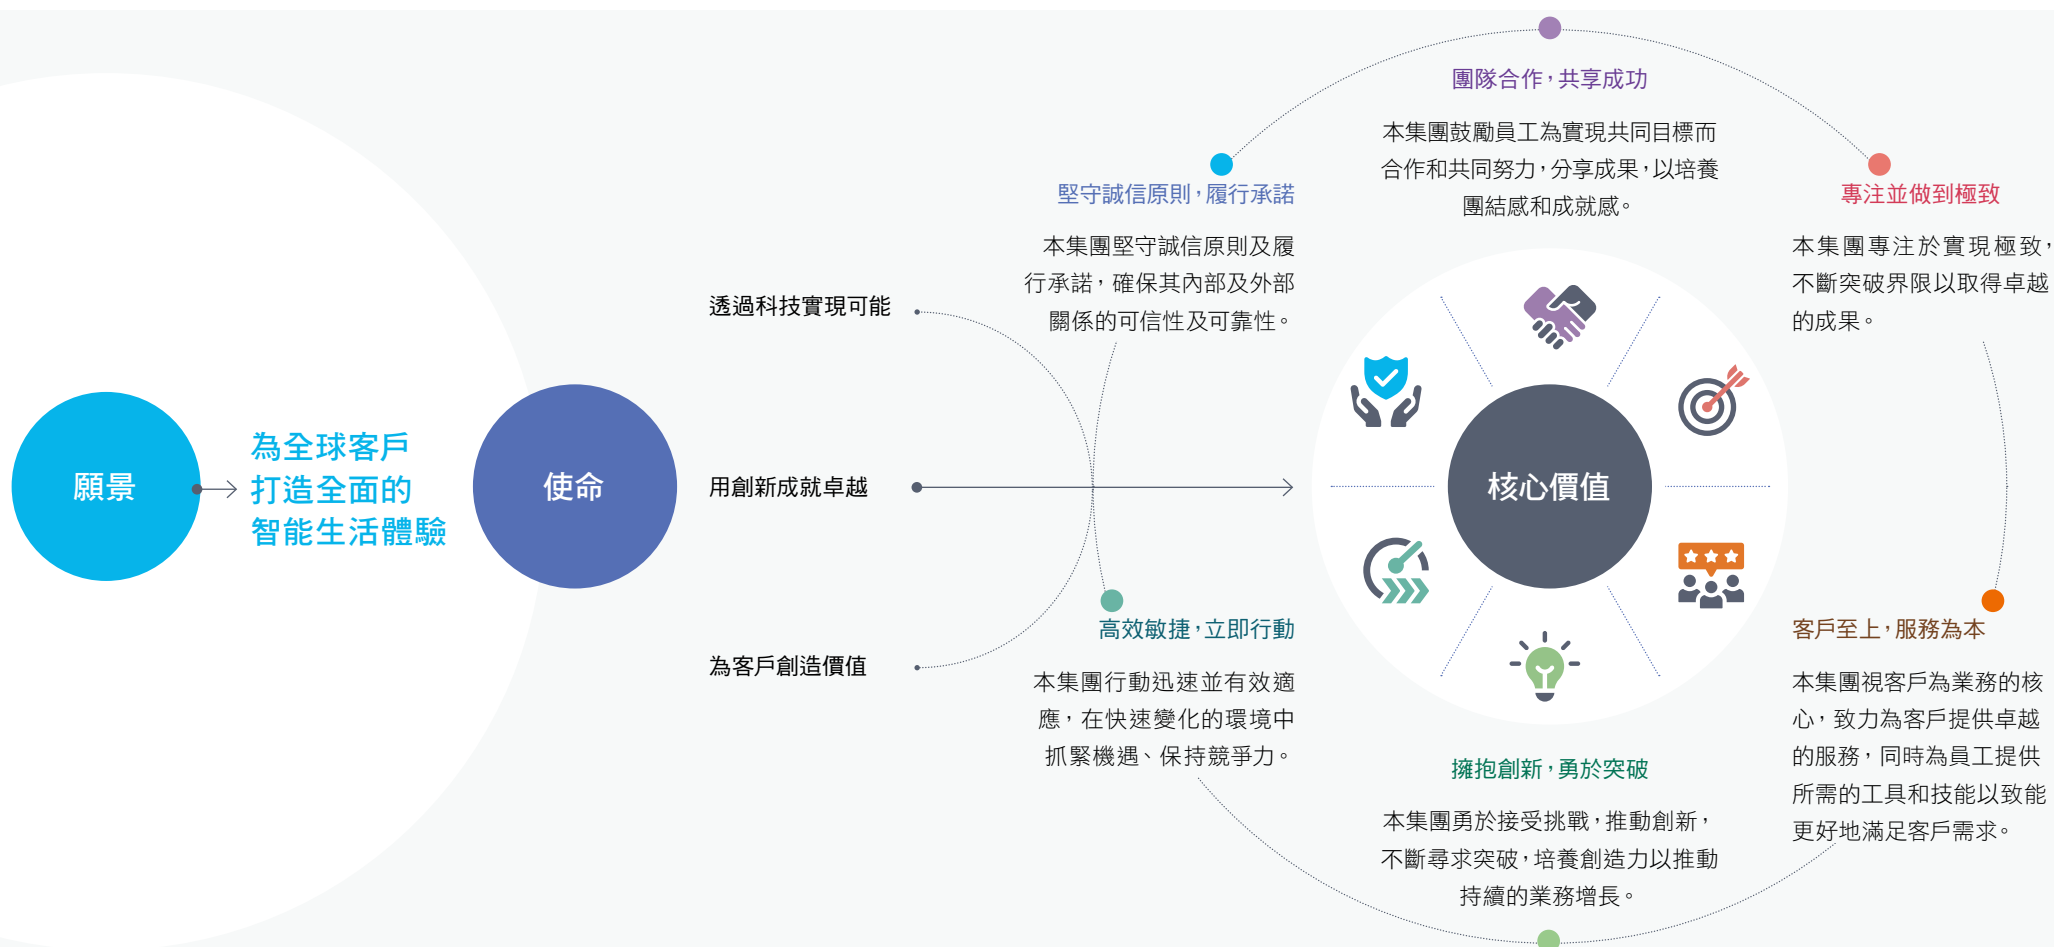 願景
為全球客戶
打造全面的
智能生活體驗
使命
透過科技實現可能
用創新成就卓越
為客戶創造價值
核心價值
團隊合作，共享成功
本集團鼓勵員工為實現共同目標而
合作和共同努力，分享成果，以培養
團結感和成就感。
堅守誠信原則，履行承諾
本集團堅守誠信原則及履
行承諾，確保其內部及外部
關係的可信性及可靠性。
專注並做到極致
本集團專注於實現極致，
不斷突破界限以取得卓越
的成果。
高效敏捷，立即行動
本集團行動迅速並有效適
應，在快速變化的環境中
抓緊機遇、保持競爭力。
客戶至上，服務為本
本集團視客戶為業務的核
心，致力為客戶提供卓越
的服務，同時為員工提供
所需的工具和技能以致能
更好地滿足客戶需求。
擁抱創新，勇於突破
本集團勇於接受挑戰，推動創新，
不斷尋求突破，培養創造力以推動
持續的業務增長。